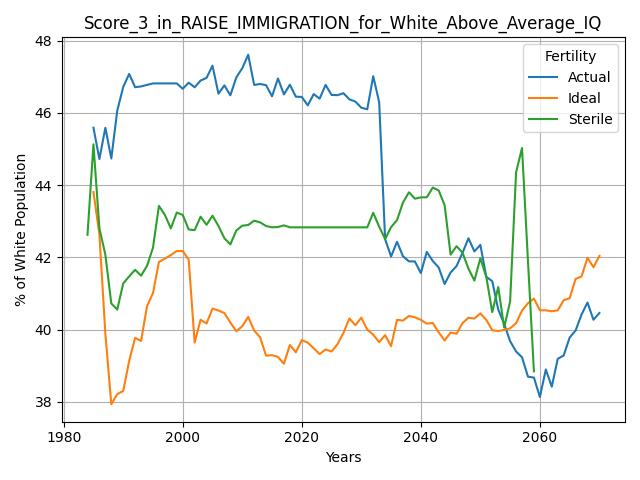 Score_3_in_RAISE_IMMIGRATION_for_White_Above_Average_IQ
% of White Population
48
46
44
42
40
38
1980
2000
2020
2040
2060
Years
Fertility
Actual
Ideal
Sterile